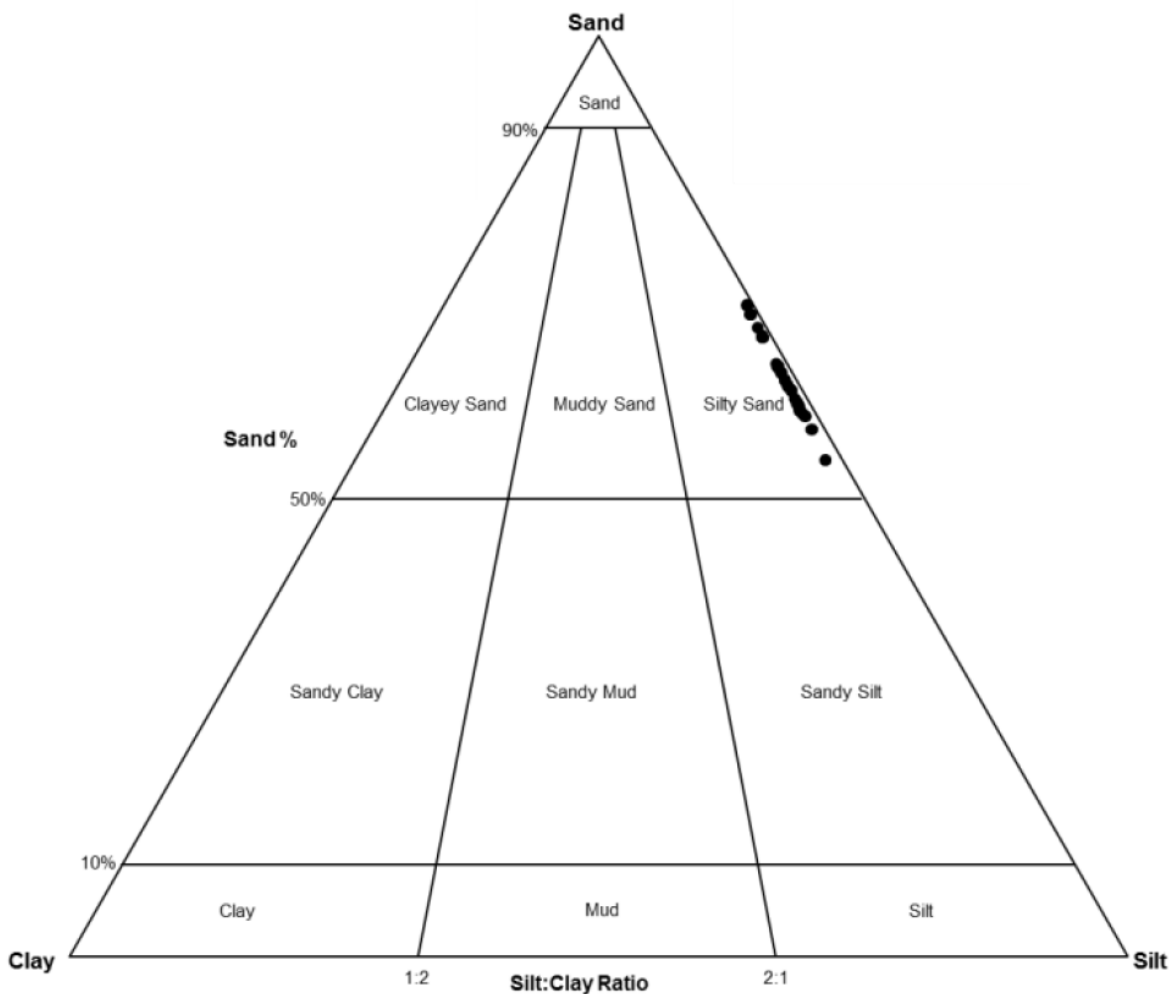 Sand
Sand
90%
Clayey Sand
Muddy Sand
Silty Sand
Sand %
50%
Sandy Clay
Sandy Mud
Sandy Silt
10%
Clay
Mud
Silt
Clay
Silt
1:2
2:1
Silt:Clay Ratio